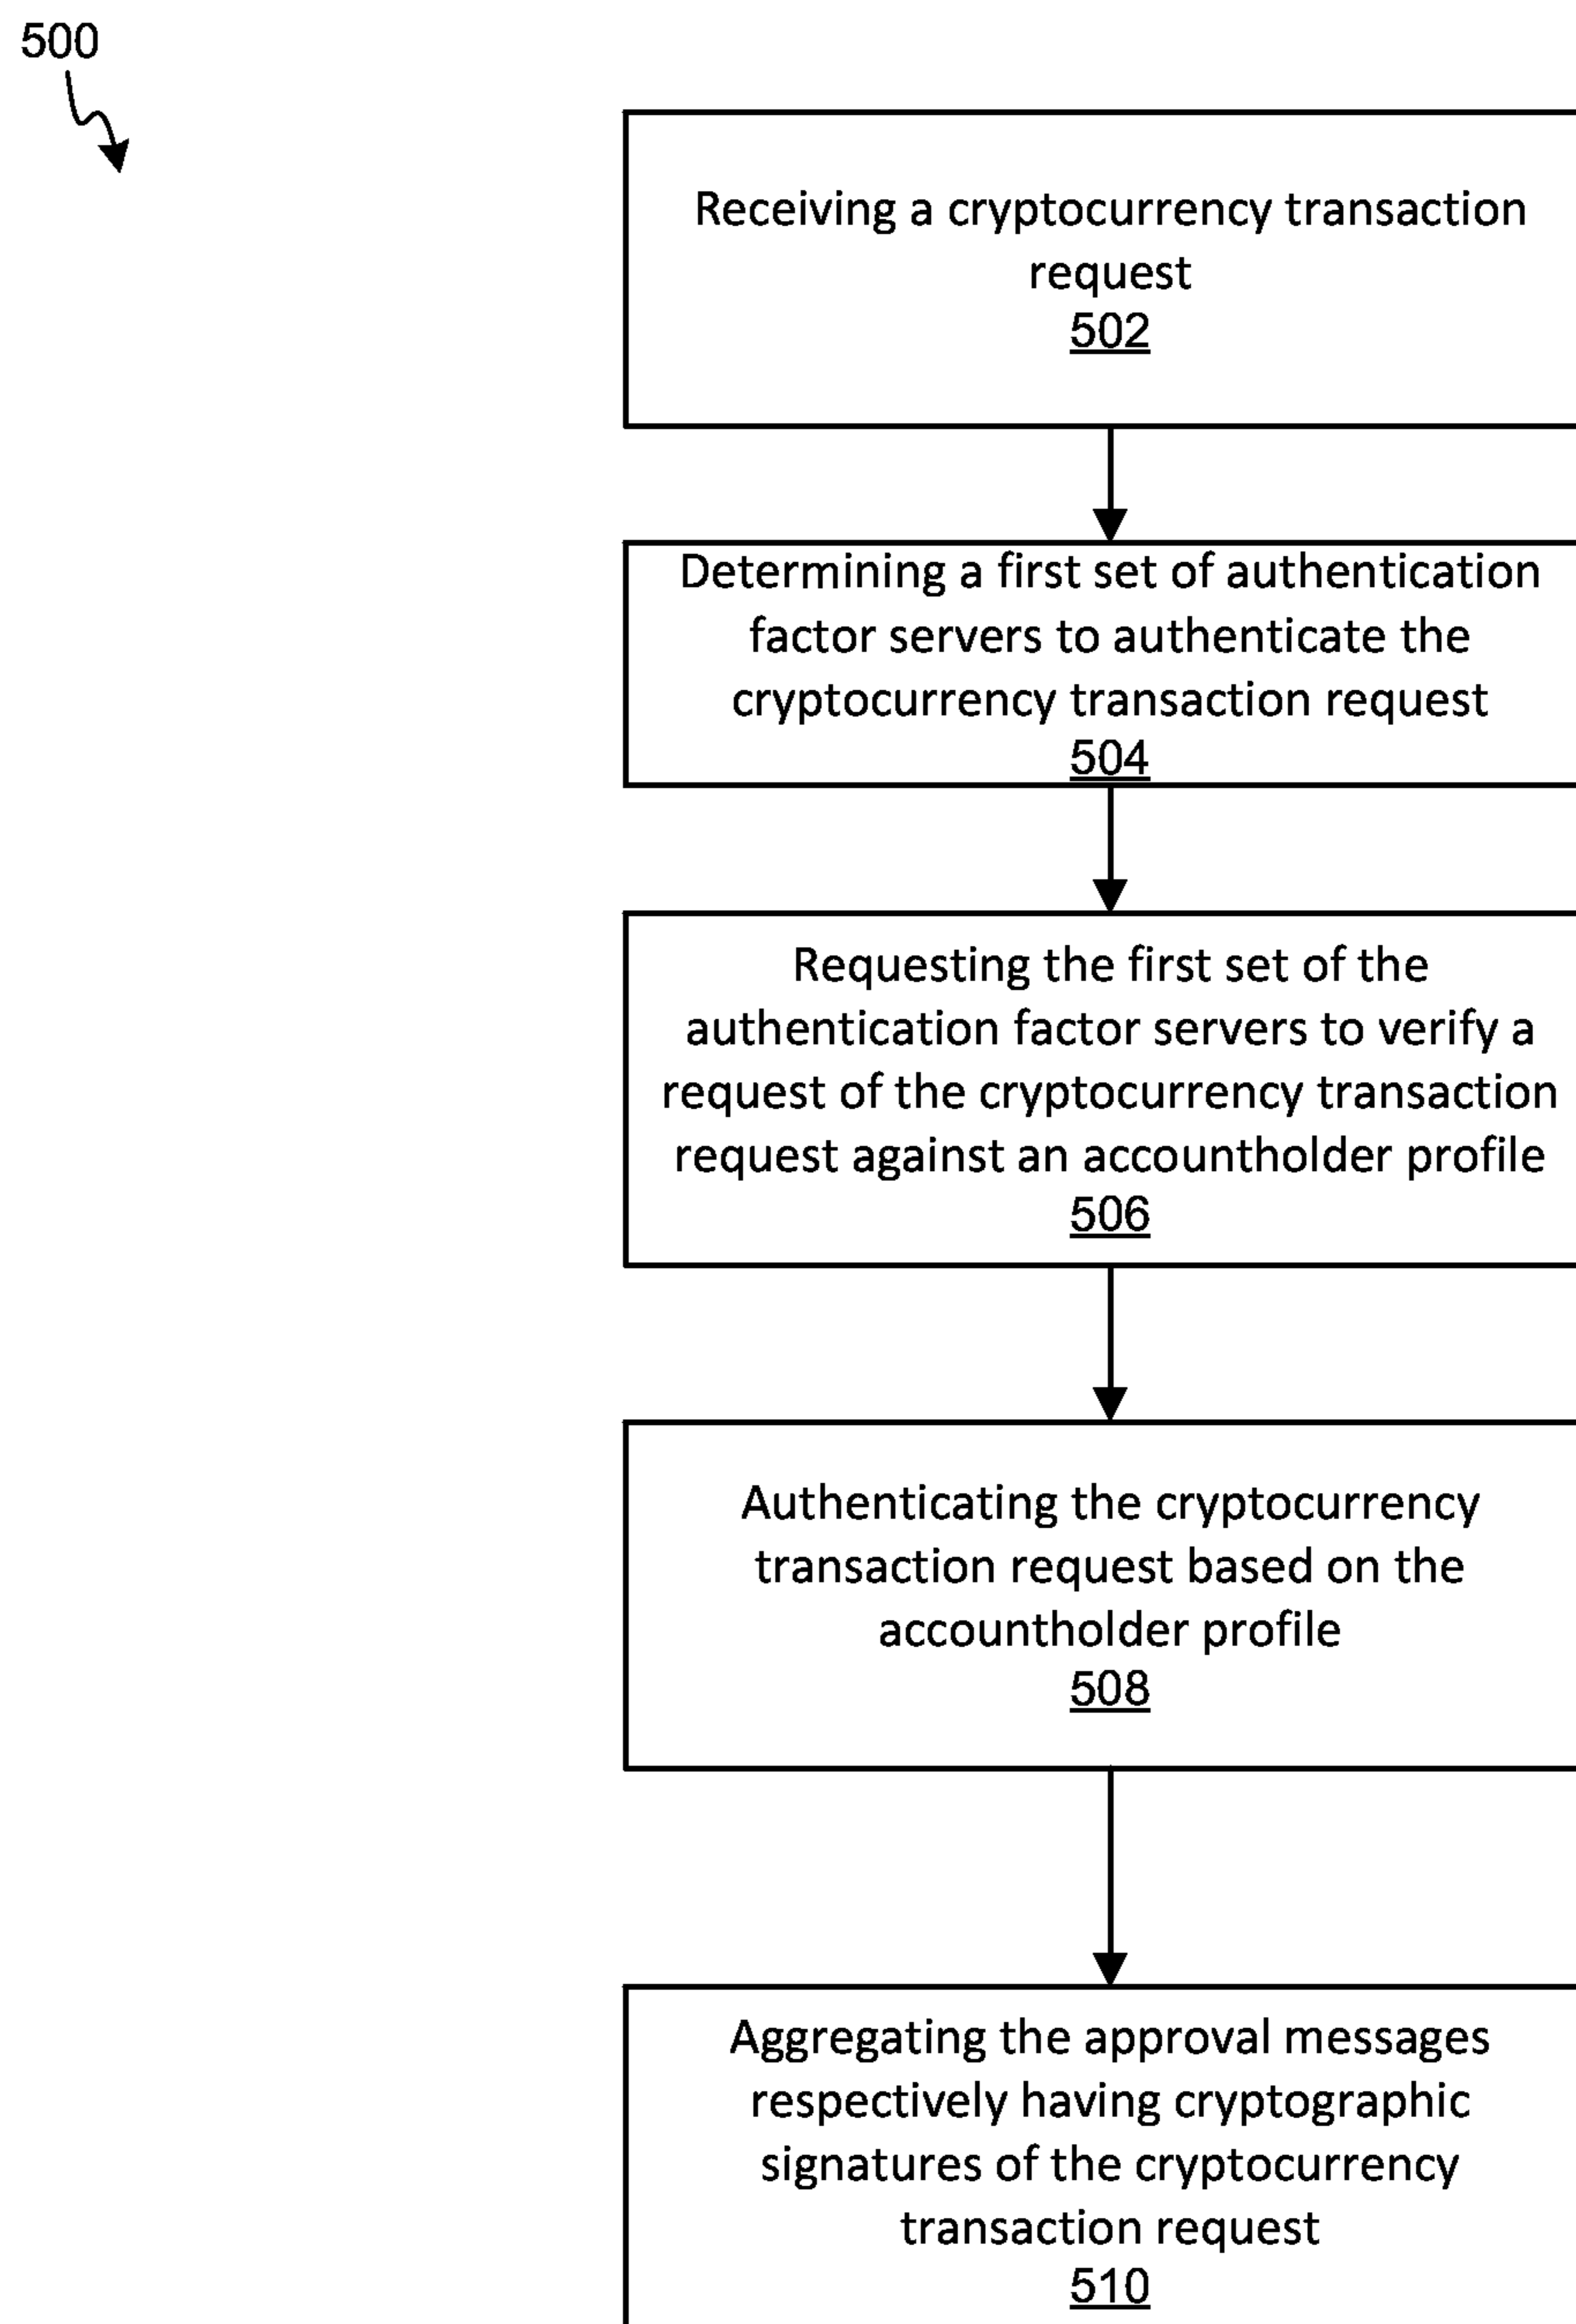 500
Receiving a cryptocurrency transaction
request
502
Determining a first set of authentication
factor servers to authenticate the
cryptocurrency transaction request
504
Requesting the first set of the
authentication factor servers to verify a
request of the cryptocurrency transaction
request against an accountholder profile
506
Authenticating the cryptocurrency
transaction request based on the
accountholder profile
508
Aggregating the approval messages
respectively having cryptographic
signatures of the cryptocurrency
transaction request
510